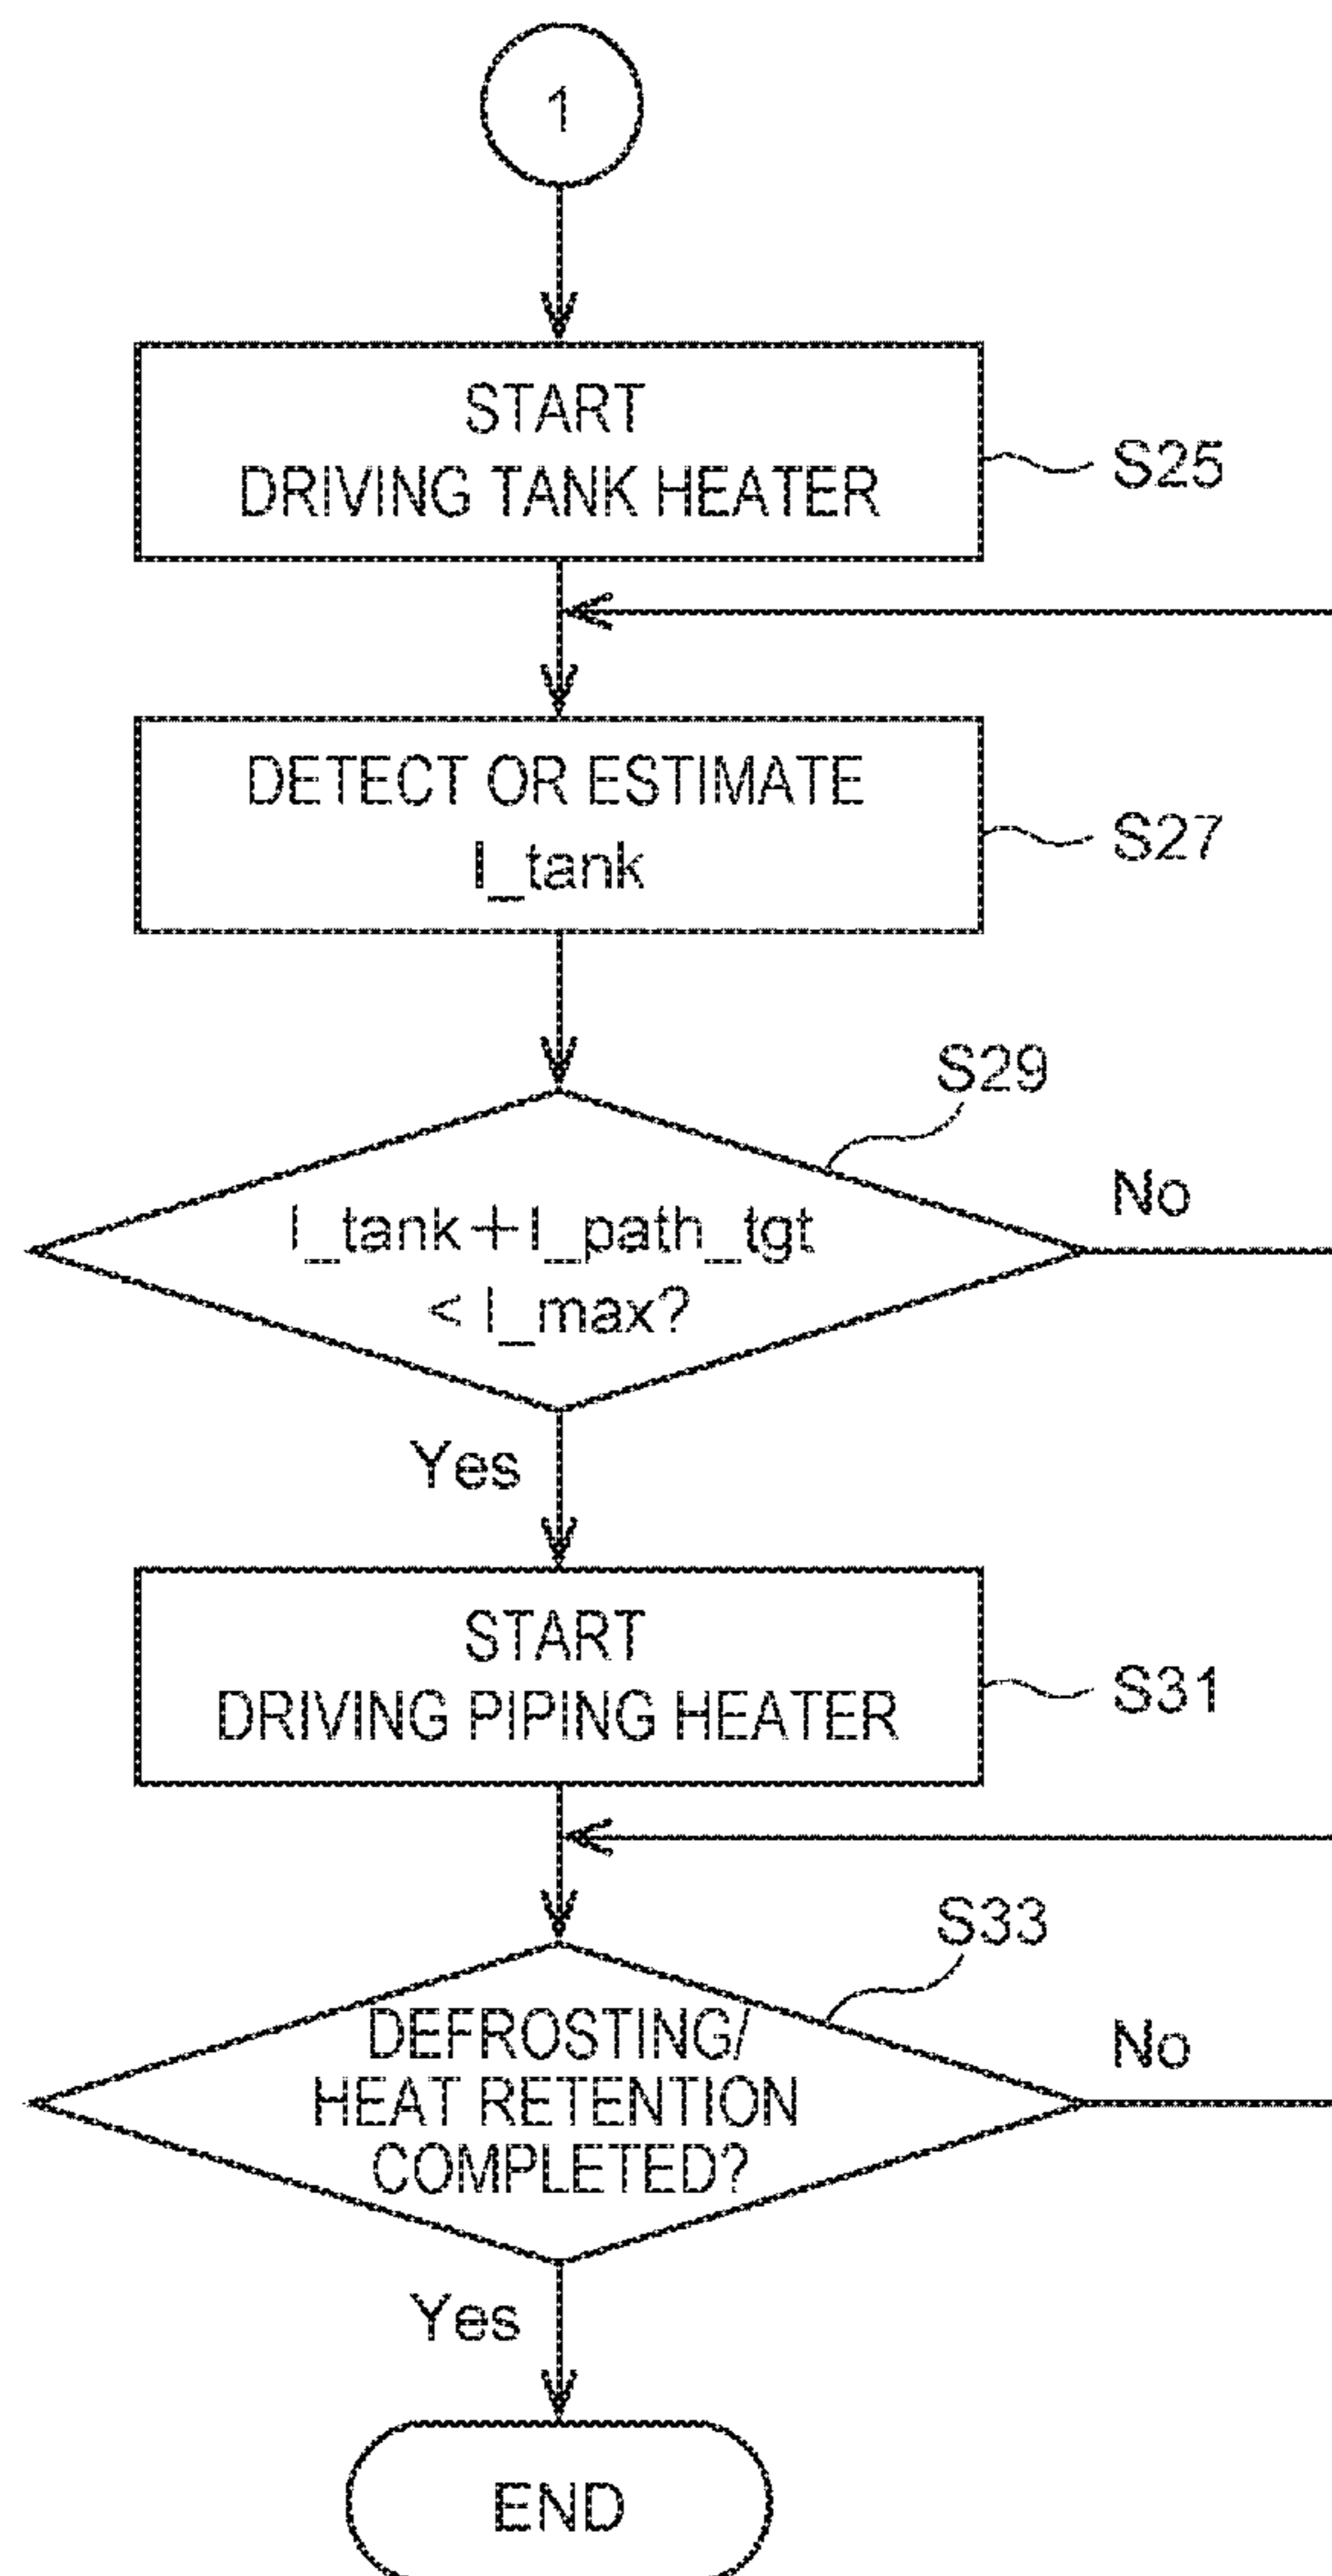 1
START
DRIVING TANK HEATER
S25
DETECT OR ESTIMATE
I_tank
S27
S29
I_tank+I_path_tgt
< I_max?
No
Yes
START
DRIVING PIPING HEATER
S31
S33
DEFROSTING/
HEAT RETENTION
COMPLETED?
No
Yes
END